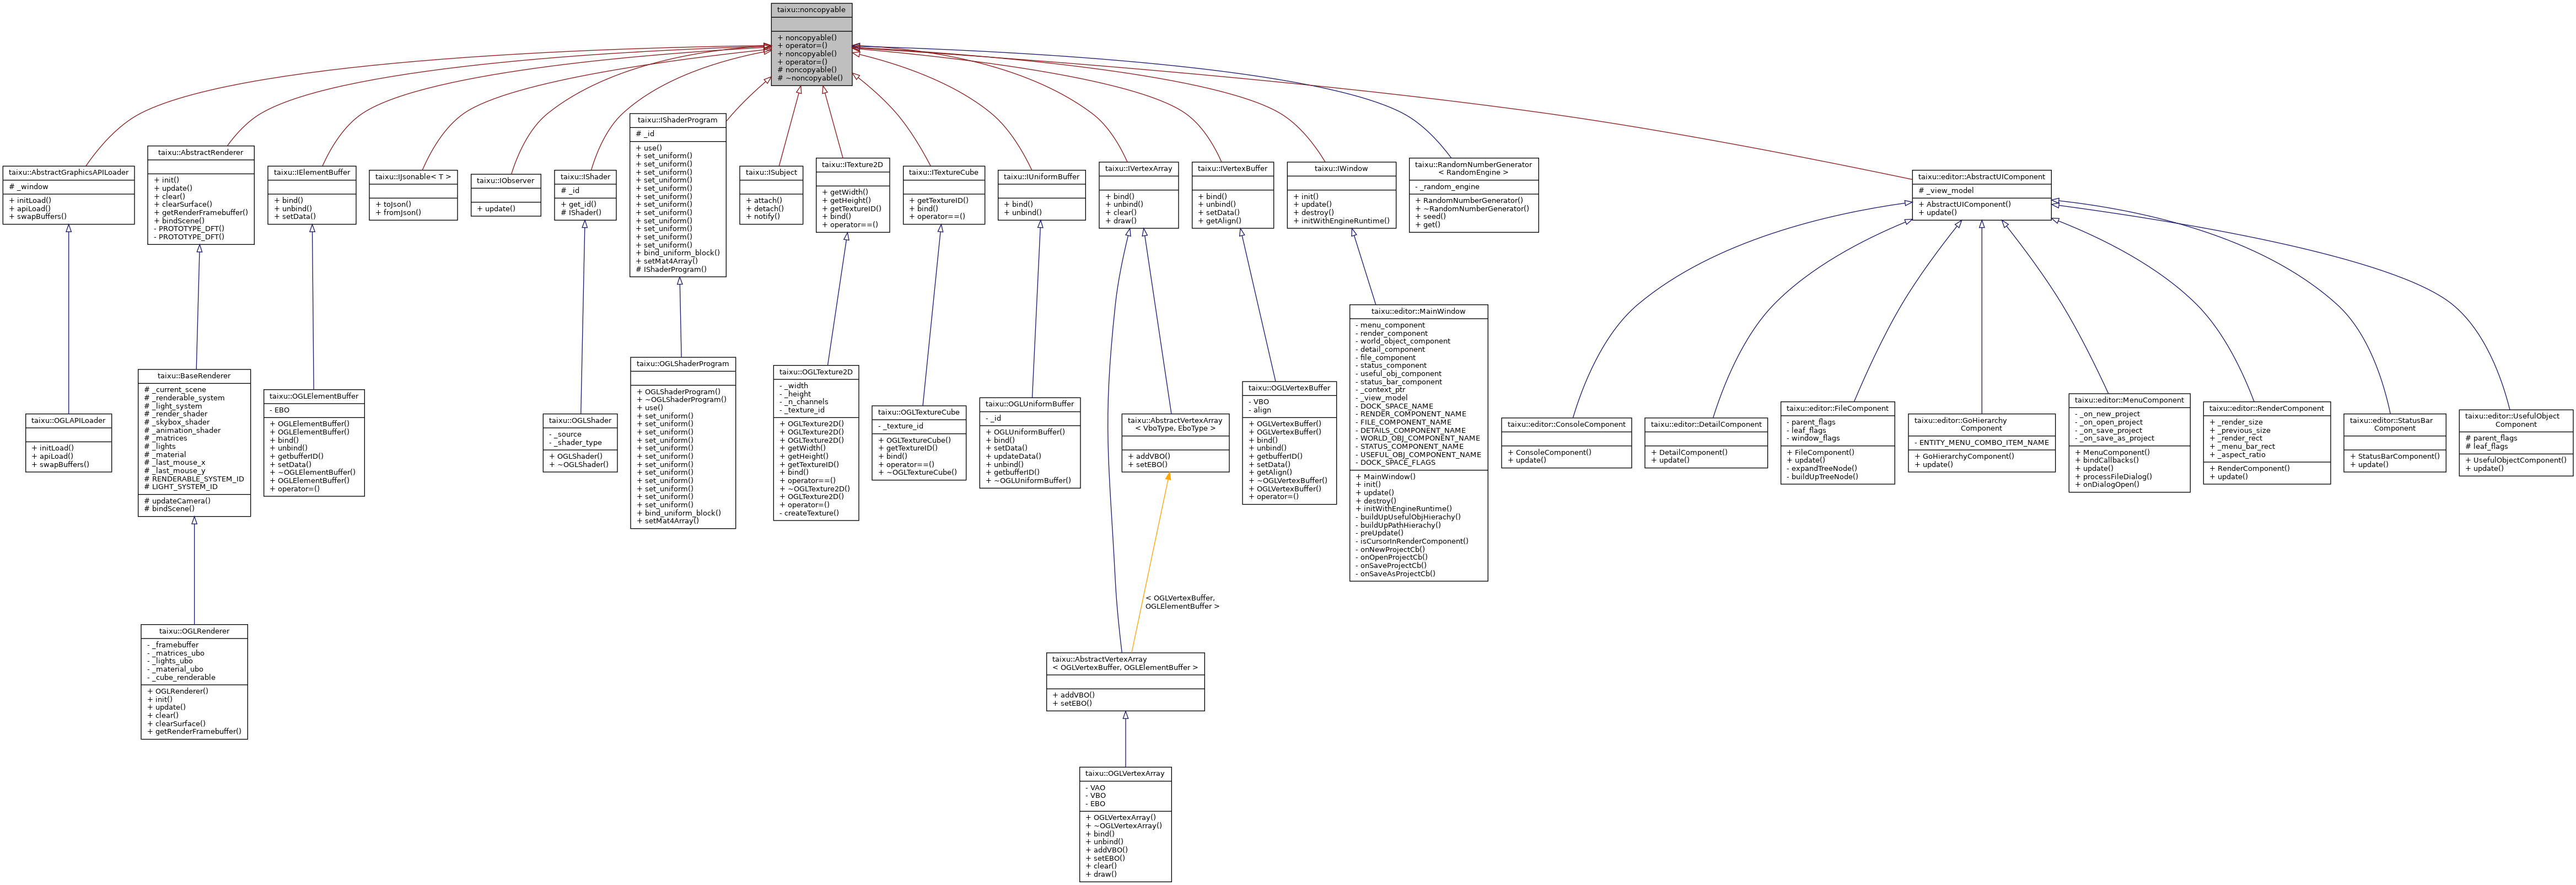 taixu::noncopyable
+ noncopyable()
+ operator=()
+ noncopyable()
+ operator=()
# noncopyable()
# ~noncopyable()
taixu::AbstractGraphicsAPILoader
# _window
+ initLoad()
+ apiLoad()
+ swapBuffers()
taixu::AbstractRenderer
+ init()
+ update()
+ clear()
+ clearSurface()
+ getRenderFramebuffer()
+ bindScene()
- PROTOTYPE_DFT()
- PROTOTYPE_DFT()
taixu::IElementBuffer
+ bind()
+ unbind()
+ setData()
taixu::IJsonable< T >
+ toJson()
+ fromJson()
taixu::IObserver
+ update()
taixu::IShader
# _id
+ get_id()
# IShader()
taixu::IShaderProgram
# _id
+ use()
+ set_uniform()
+ set_uniform()
+ set_uniform()
+ set_uniform()
+ set_uniform()
+ set_uniform()
+ set_uniform()
+ set_uniform()
+ set_uniform()
+ set_uniform()
+ set_uniform()
+ set_uniform()
+ bind_uniform_block()
+ setMat4Array()
# IShaderProgram()
taixu::ISubject
+ attach()
+ detach()
+ notify()
taixu::ITexture2D
+ getWidth()
+ getHeight()
+ getTextureID()
+ bind()
+ operator==()
taixu::ITextureCube
+ getTextureID()
+ bind()
+ operator==()
taixu::IUniformBuffer
+ bind()
+ unbind()
taixu::IVertexArray
+ bind()
+ unbind()
+ clear()
+ draw()
taixu::IVertexBuffer
+ bind()
+ unbind()
+ setData()
+ getAlign()
taixu::IWindow
+ init()
+ update()
+ destroy()
+ initWithEngineRuntime()
taixu::RandomNumberGenerator
< RandomEngine >
- _random_engine
+ RandomNumberGenerator()
+ ~RandomNumberGenerator()
+ seed()
+ get()
taixu::editor::AbstractUIComponent
# _view_model
+ AbstractUIComponent()
+ update()
taixu::OGLAPILoader
+ initLoad()
+ apiLoad()
+ swapBuffers()
taixu::BaseRenderer
# _current_scene
# _renderable_system
# _light_system
# _render_shader
# _skybox_shader
# _animation_shader
# _matrices
# _lights
# _material
# _last_mouse_x
# _last_mouse_y
# RENDERABLE_SYSTEM_ID
# LIGHT_SYSTEM_ID
# updateCamera()
# bindScene()
taixu::OGLElementBuffer
- EBO
+ OGLElementBuffer()
+ OGLElementBuffer()
+ bind()
+ unbind()
+ getbufferID()
+ setData()
+ ~OGLElementBuffer()
+ OGLElementBuffer()
+ operator=()
taixu::OGLShader
- _source
- _shader_type
+ OGLShader()
+ ~OGLShader()
taixu::OGLShaderProgram
+ OGLShaderProgram()
+ ~OGLShaderProgram()
+ use()
+ set_uniform()
+ set_uniform()
+ set_uniform()
+ set_uniform()
+ set_uniform()
+ set_uniform()
+ set_uniform()
+ set_uniform()
+ set_uniform()
+ set_uniform()
+ set_uniform()
+ set_uniform()
+ bind_uniform_block()
+ setMat4Array()
taixu::OGLTexture2D
- _width
- _height
- _n_channels
- _texture_id
+ OGLTexture2D()
+ OGLTexture2D()
+ OGLTexture2D()
+ getWidth()
+ getHeight()
+ getTextureID()
+ bind()
+ operator==()
+ ~OGLTexture2D()
+ OGLTexture2D()
+ operator=()
- createTexture()
taixu::OGLTextureCube
- _texture_id
+ OGLTextureCube()
+ getTextureID()
+ bind()
+ operator==()
+ ~OGLTextureCube()
taixu::OGLUniformBuffer
- _id
+ OGLUniformBuffer()
+ bind()
+ setData()
+ updateData()
+ unbind()
+ getbufferID()
+ ~OGLUniformBuffer()
taixu::AbstractVertexArray
< VboType, EboType >
+ addVBO()
+ setEBO()
taixu::OGLVertexBuffer
- VBO
- align
+ OGLVertexBuffer()
+ OGLVertexBuffer()
+ bind()
+ unbind()
+ getbufferID()
+ setData()
+ getAlign()
+ ~OGLVertexBuffer()
+ OGLVertexBuffer()
+ operator=()
taixu::editor::MainWindow
- menu_component
- render_component
- world_object_component
- detail_component
- file_component
- status_component
- useful_obj_component
- status_bar_component
- _context_ptr
- _view_model
- DOCK_SPACE_NAME
- RENDER_COMPONENT_NAME
- FILE_COMPONENT_NAME
- DETAILS_COMPONENT_NAME
- WORLD_OBJ_COMPONENT_NAME
- STATUS_COMPONENT_NAME
- USEFUL_OBJ_COMPONENT_NAME
- DOCK_SPACE_FLAGS
+ MainWindow()
+ init()
+ update()
+ destroy()
+ initWithEngineRuntime()
- buildUpUsefulObjHierachy()
- buildUpPathHierachy()
- preUpdate()
- isCursorInRenderComponent()
- onNewProjectCb()
- onOpenProjectCb()
- onSaveProjectCb()
- onSaveAsProjectCb()
taixu::editor::ConsoleComponent
+ ConsoleComponent()
+ update()
taixu::editor::DetailComponent
+ DetailComponent()
+ update()
taixu::editor::FileComponent
- parent_flags
- leaf_flags
- window_flags
+ FileComponent()
+ update()
- expandTreeNode()
- buildUpTreeNode()
taixu::editor::GoHierarchy
Component
- ENTITY_MENU_COMBO_ITEM_NAME
+ GoHierarchyComponent()
+ update()
taixu::editor::MenuComponent
- _on_new_project
- _on_open_project
- _on_save_project
- _on_save_as_project
+ MenuComponent()
+ bindCallbacks()
+ update()
+ processFileDialog()
+ onDialogOpen()
taixu::editor::RenderComponent
+ _render_size
+ _previous_size
+ _render_rect
+ _menu_bar_rect
+ _aspect_ratio
+ RenderComponent()
+ update()
taixu::editor::StatusBar
Component
+ StatusBarComponent()
+ update()
taixu::editor::UsefulObject
Component
# parent_flags
# leaf_flags
+ UsefulObjectComponent()
+ update()
< OGLVertexBuffer,
OGLElementBuffer >
taixu::OGLRenderer
- _framebuffer
- _matrices_ubo
- _lights_ubo
- _material_ubo
- _cube_renderable
+ OGLRenderer()
+ init()
+ update()
+ clear()
+ clearSurface()
+ getRenderFramebuffer()
taixu::AbstractVertexArray
< OGLVertexBuffer, OGLElementBuffer >
+ addVBO()
+ setEBO()
taixu::OGLVertexArray
- VAO
- VBO
- EBO
+ OGLVertexArray()
+ ~OGLVertexArray()
+ bind()
+ unbind()
+ addVBO()
+ setEBO()
+ clear()
+ draw()